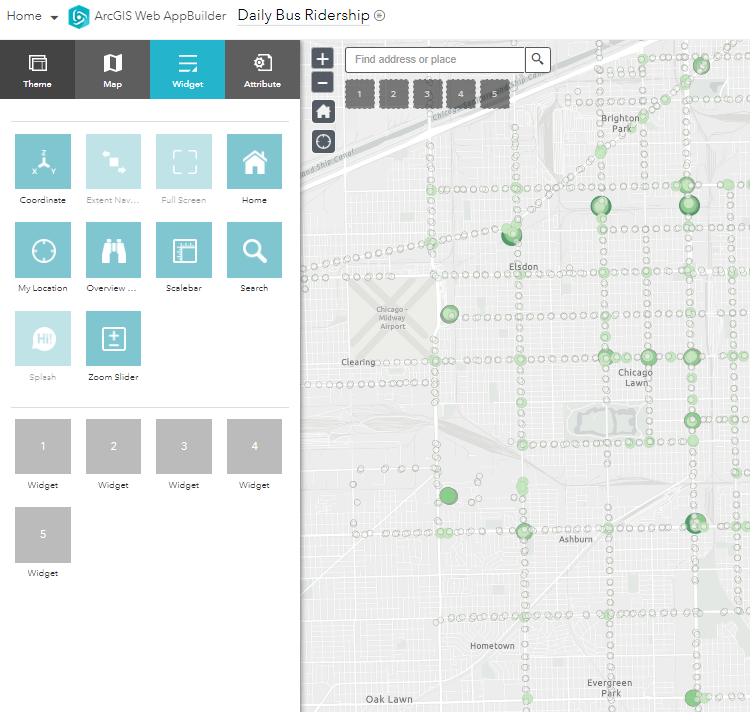 Home ArcGIS Web AppBuilder Daily Bus Ridership
Theme Map Widget Attribute
Z
X Y
Coordinate Extent Nav... Full Screen Home
My Location Overview ... Scalebar Search
Hi!
Splash Zoom Slider
1 2 3 4
Widget Widget Widget Widget
5
Widget
+
Find address or place
−
1 2 3 4 5
Brighton
Park
Elsdon
Chicago -
Midway
Airport
Clearing
Chicago
Lawn
Ashburn
Hometown
Evergreen
Park
Oak Lawn